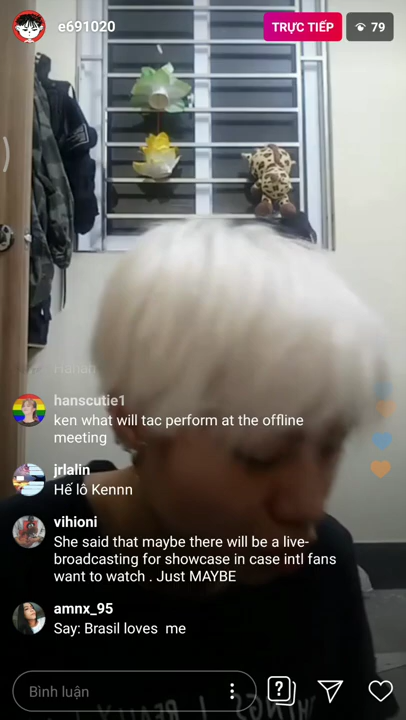 e691020
TRỰC TIẾP
79
Hanah
hanscutie1
ken what will tac perform at the offline
meeting
jrlalin
Hế lô Kennn
vihioni
She said that maybe there will be a live-
broadcasting for showcase in case intl fans
want to watch . Just MAYBE
amnx_95
Say: Brasil loves  me
Bình luận